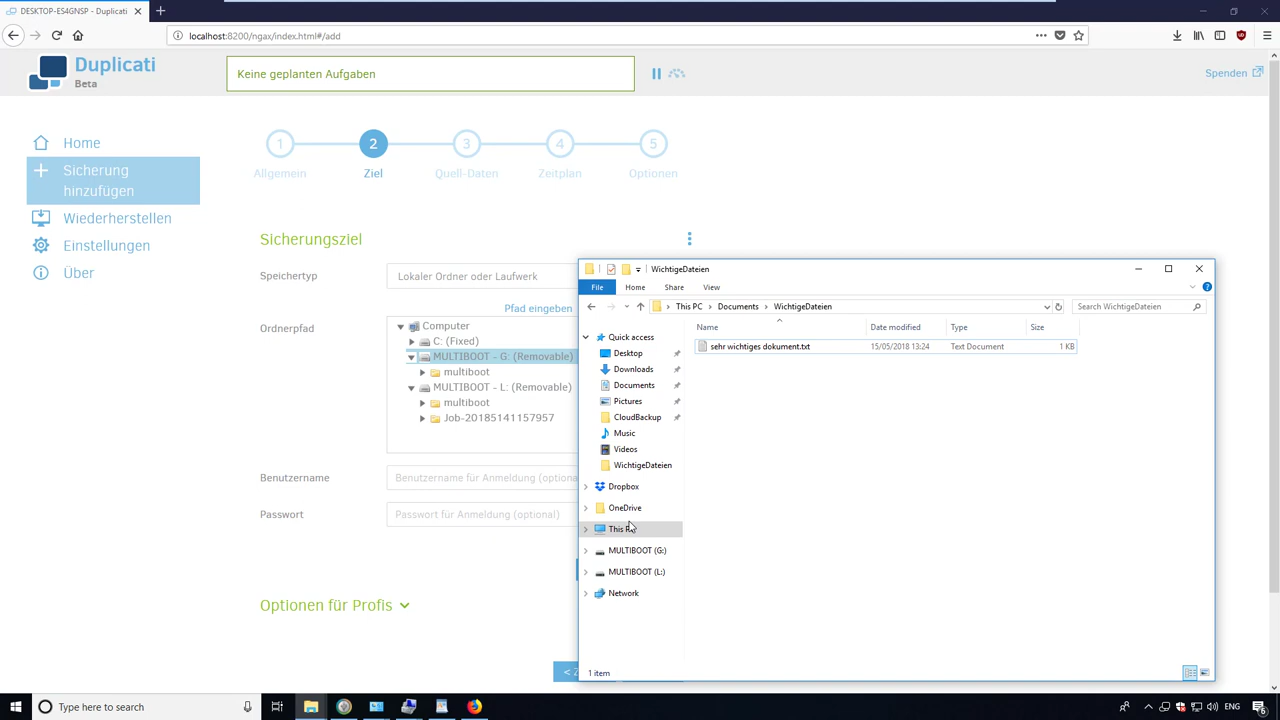 DESKTOP-ES4GNSP - Duplicati
localhost:8200/ngax/index.html#/add
Duplicati
Beta
Keine geplanten Aufgaben
Spenden
Home
Sicherung
hinzufügen
Wiederherstellen
Einstellungen
Über
1
2
3
4
5
Allgemein
Ziel
Quell-Daten
Zeitplan
Optionen
Sicherungsziel
Speichertyp
Lokaler Ordner oder Laufwerk
Pfad eingeben
Ordnerpfad
Computer
C: (Fixed)
MULTIBOOT - G: (Removable)
multiboot
MULTIBOOT - L: (Removable)
multiboot
Job-20185141157957
Benutzername
Benutzername für Anmeldung
Passwort
Passwort für Anmeldung (optional)
Optionen für Profis
WichtigeDateien
File
Home
Share
View
This PC
Documents
WichtigeDateien
Search WichtigeDateien
Name
Date modified
Type
Size
sehr wichtiges dokument.txt
15/05/2018 13:24
Text Document
1 KB
Quick access
Desktop
Downloads
Documents
Pictures
CloudBackup
Music
Videos
WichtigeDateien
Dropbox
OneDrive
This
MULTIBOOT (G:)
MULTIBOOT (L:)
Network
1 item
Type here to search
ENG
6